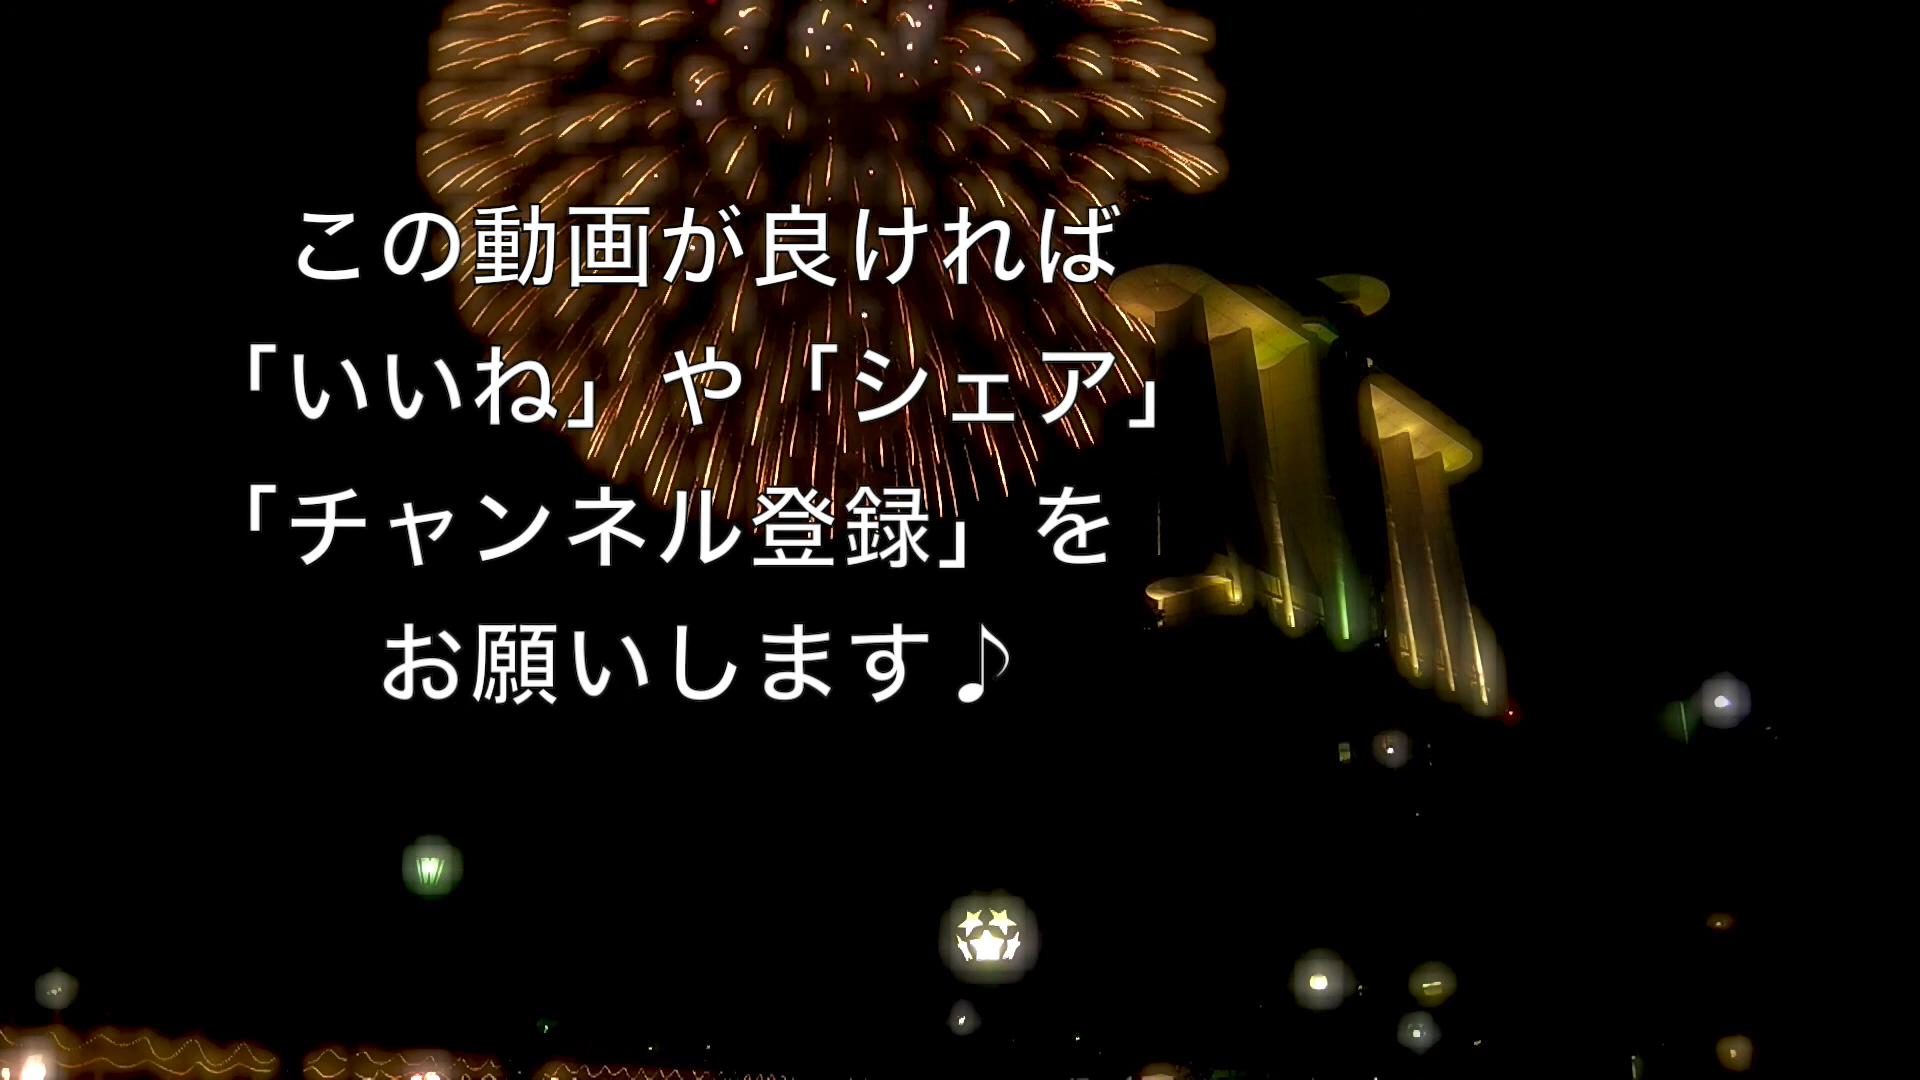 この動画が良ければ
「いいね」や「シェア」
「チャンネル登録」を
お願いします♪